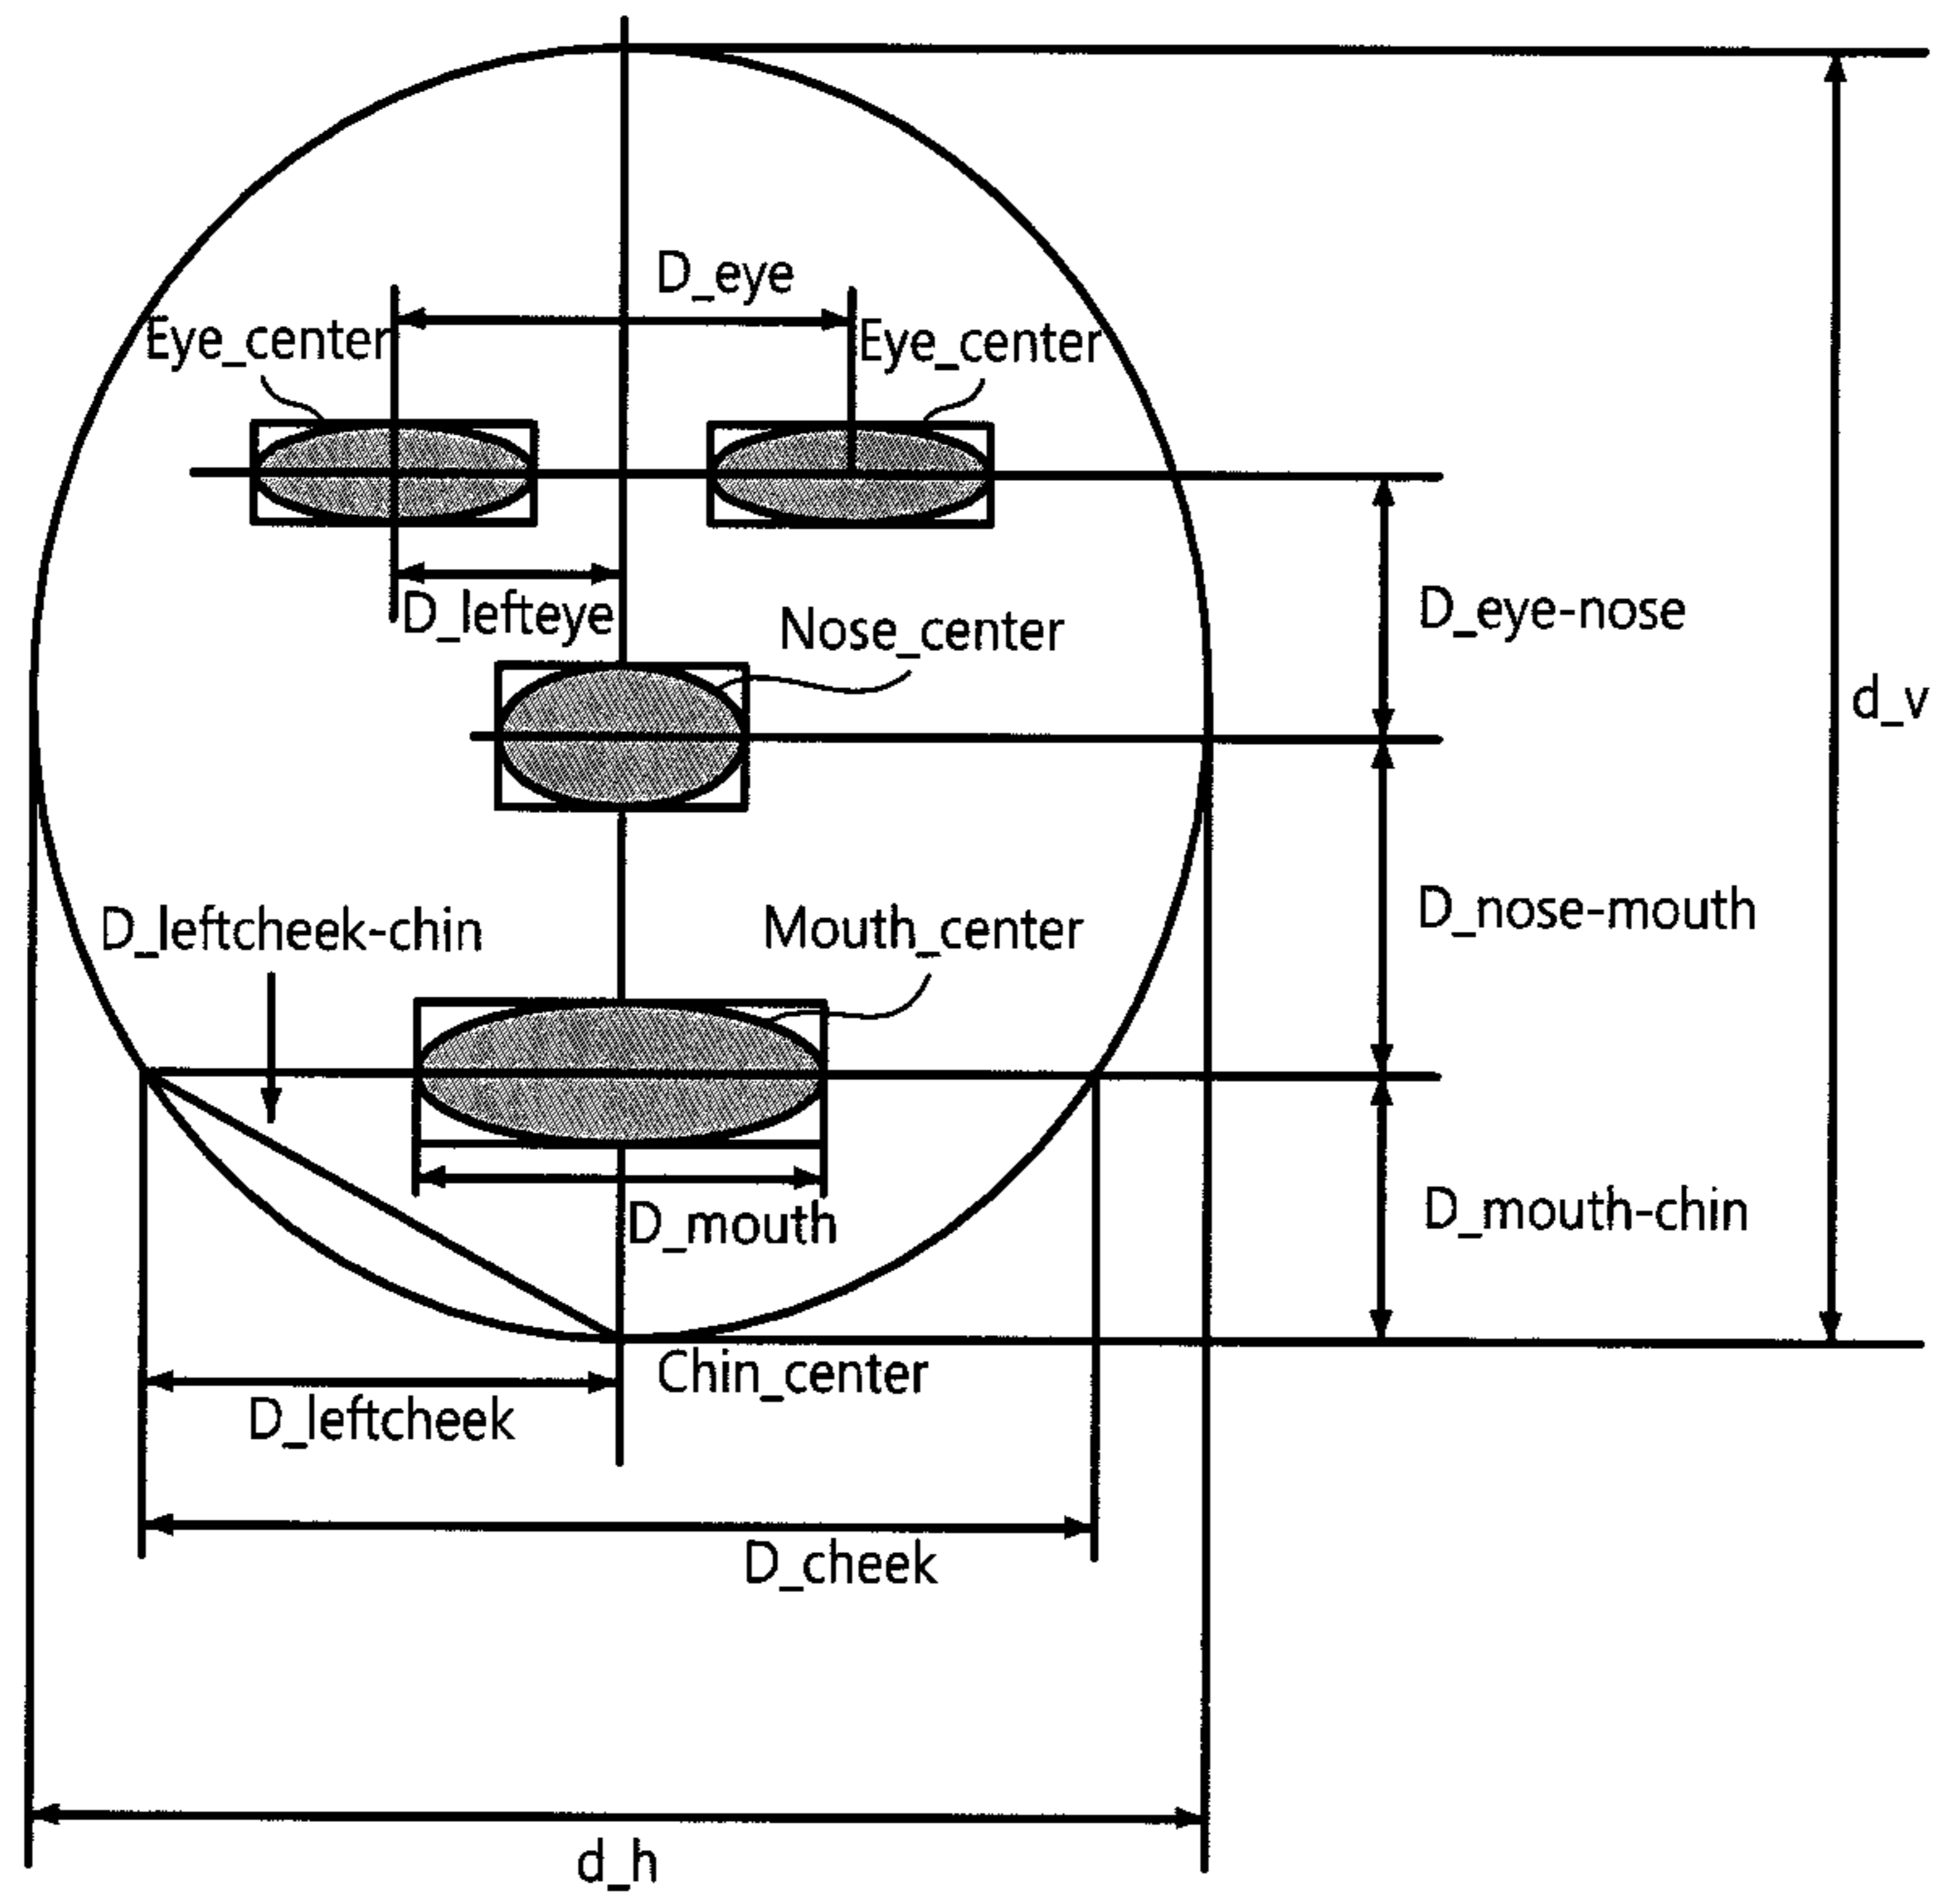 D_eye
Eye_center
Eye_center
D_lefteye
D_eye-nose
Nose_center
d_v
D_leftcheek-chin
Mouth_center
D_nose-mouth
D_mouth
D_mouth-chin
Chin_center
D_leftcheek
D_cheek
d_h